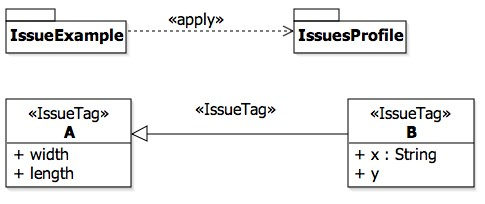 «apply»
IssueExample
IssuesProfile
«IssueTag»
A
+ width
+ length
«IssueTag»
«IssueTag»
B
+ x : String
+ y